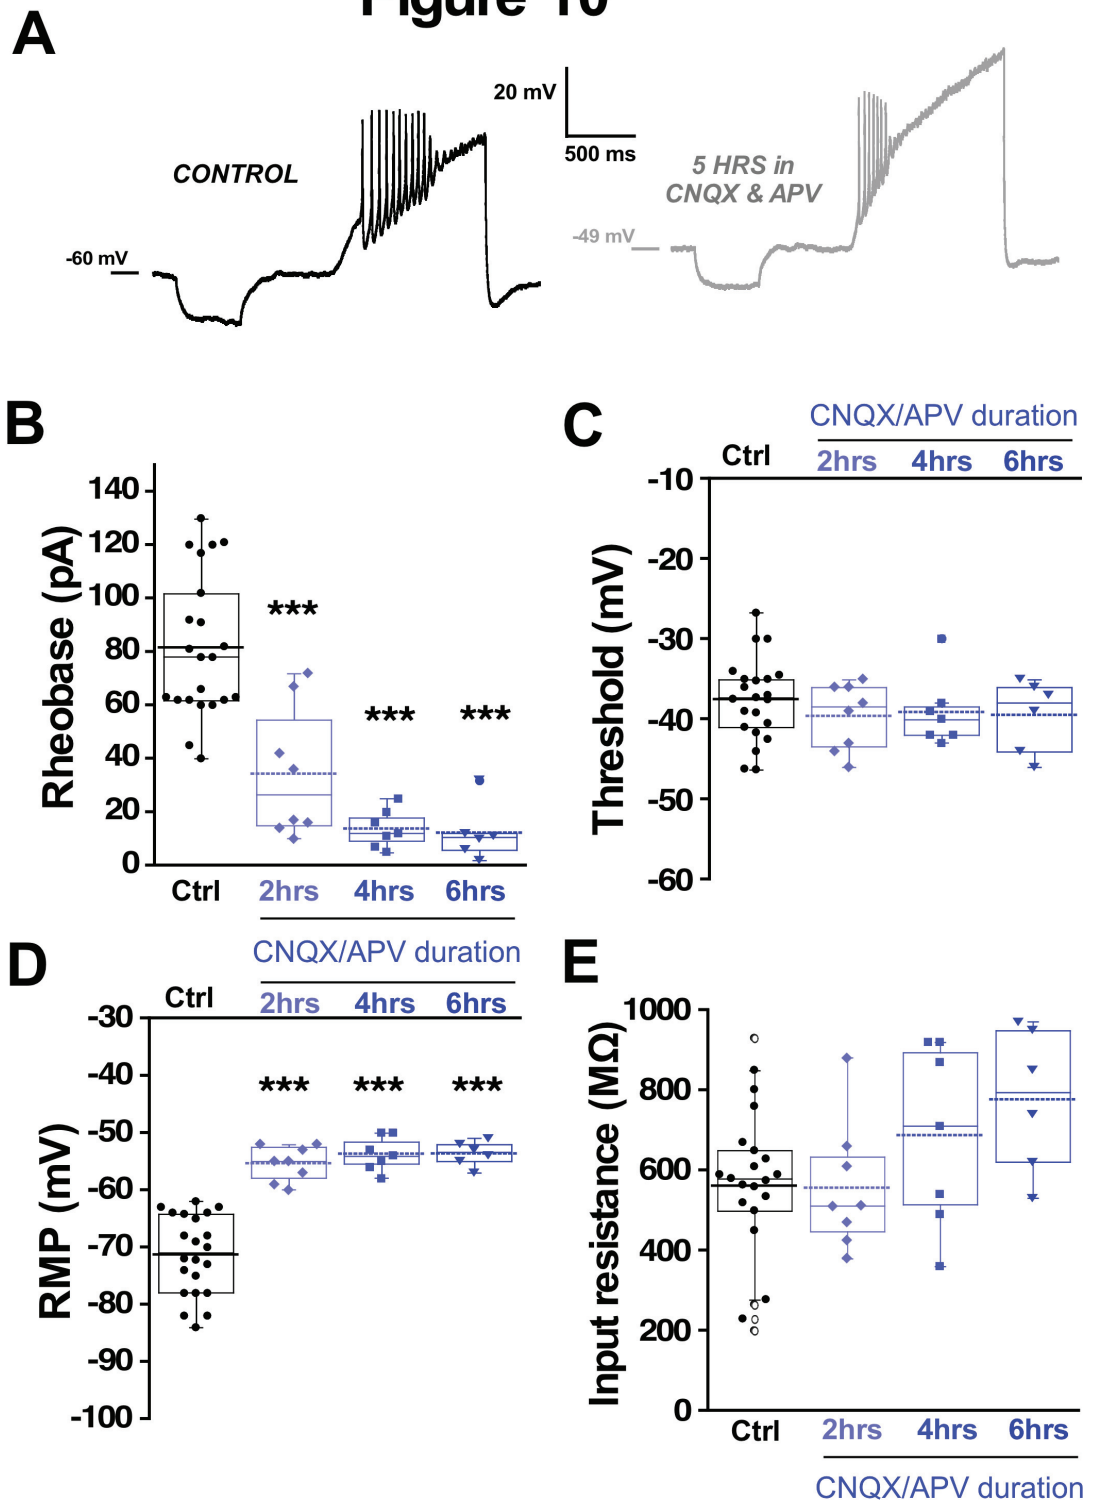 Figure 10
A
20 mV
500 ms
CONTROL
5 HRS in
CNQX & APV
-60 mV
-49 mV
B
Rheobase (pA)
140
120
100
80
60
40
20
0
***
***
***
Ctrl
2hrs
4hrs
6hrs
CNQX/APV duration
C
CNQX/APV duration
Ctrl
2hrs
4hrs
6hrs
Threshold (mV)
-10
-20
-30
-40
-50
-60
D
Ctrl
2hrs
4hrs
6hrs
RMP (mV)
-30
-40
-50
-60
-70
-80
-90
-100
***
***
***
E
Input resistance (MΩ)
1000
800
600
400
200
0
Ctrl
2hrs
4hrs
6hrs
CNQX/APV duration